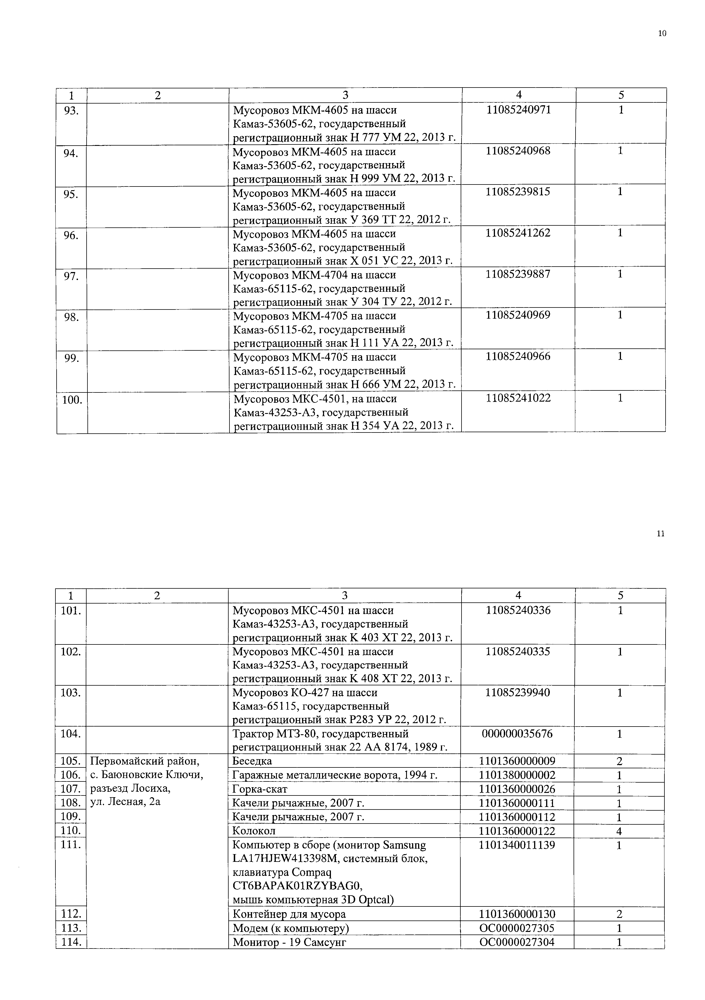 10
1 2 3 4 5
93. Мусоровоз МКМ-4605 на шасси 11085240971 1
Камаз-53605-62, государственный
регистрационный знак Н 777 УМ 22, 2013 г.
94. Мусоровоз МКМ-4605 на шасси 11085240968 1
Камаз-53605-62, государственный
регистрационный знак Н 999 УМ 22, 2013 г.
95. Мусоровоз МКМ-4605 на шасси 11085239815 1
Камаз-53605-62, государственный
регистрационный знак У 369 ТТ 22, 2012 г.
96. Мусоровоз МКМ-4605 на шасси 11085241262 1
Камаз-53605-62, государственный
регистрационный знак Х 051 УС 22, 2013 г.
97. Мусоровоз МКМ-4704 на шасси 11085239887 1
Камаз-65115-62, государственный
регистрационный знак У 304 ТУ 22, 2012 г.
98. Мусоровоз МКМ-4705 на шасси 11085240969 1
Камаз-65115-62, государственный
регистрационный знак Н 111 УА 22, 2013 г.
99. Мусоровоз МКМ-4705 на шасси 11085240966 1
Камаз-65115-62, государственный
регистрационный знак Н 666 УМ 22, 2013 г.
100. Мусоровоз МКС-4501, на шасси 11085241022 1
Камаз-43253-А3, государственный
регистрационный знак Н 354 УА 22, 2013 г.
11
1 2 3 4 5
101. Мусоровоз МКС-4501 на шасси 11085240336 1
Камаз-43253-А3, государственный
регистрационный знак К 403 ХТ 22, 2013 г.
102. Мусоровоз МКС-4501 на шасси 11085240335 1
Камаз-43253-А3, государственный
регистрационный знак К 408 ХТ 22, 2013 г.
103. Мусоровоз КО-427 на шасси 11085239940 1
Камаз-65115, государственный
регистрационный знак Р283 УР 22, 2012 г.
104. Трактор МТЗ-80, государственный 000000035676 1
регистрационный знак 22 АА 8174, 1989 г.
105. Первомайский район, Беседка 1101360000009 2
106. с. Баюновские Ключи, Гаражные металлические ворота, 1994 г. 1101380000002 1
107. разъезд Лосиха, Горка-скат 1101360000026 1
108. ул. Лесная, 2а Качели рычажные, 2007 г. 1101360000111 1
109. Качели рычажные, 2007 г. 1101360000112 1
110. Колокол 1101360000122 4
111. Компьютер в сборе (монитор Samsung 1101340011139 1
LA17HJEW413398M, системный блок,
клавиатура Compaq
CT6BAPAK01RZYBAG0,
мышь компьютерная 3D Optcal)
112. Контейнер для мусора 1101360000130 2
113. Модем (к компьютеру) ОС0000027305 1
114. Монитор - 19 Самсунг ОС0000027304 1